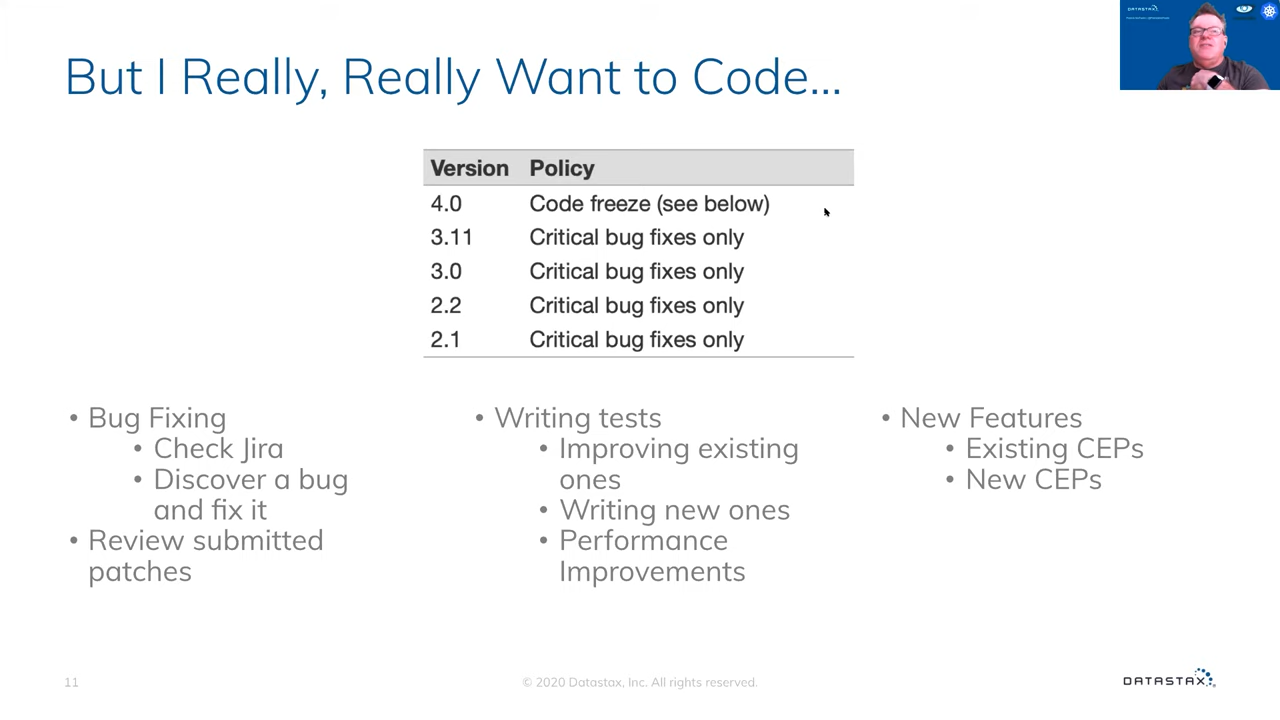 But I Really, Really Want to Code...
DATASTAX
Version Policy
4.0 Code freeze (see below)
3.11 Critical bug fixes only
3.0 Critical bug fixes only
2.2 Critical bug fixes only
2.1 Critical bug fixes only
• Bug Fixing
• Check Jira
• Discover a bug
and fix it
• Review submitted
patches
• Writing tests
• Improving existing
ones
• Writing new ones
• Performance
Improvements
• New Features
• Existing CEPs
• New CEPs
11
© 2020 Datastax, Inc. All rights reserved.
DATASTAX